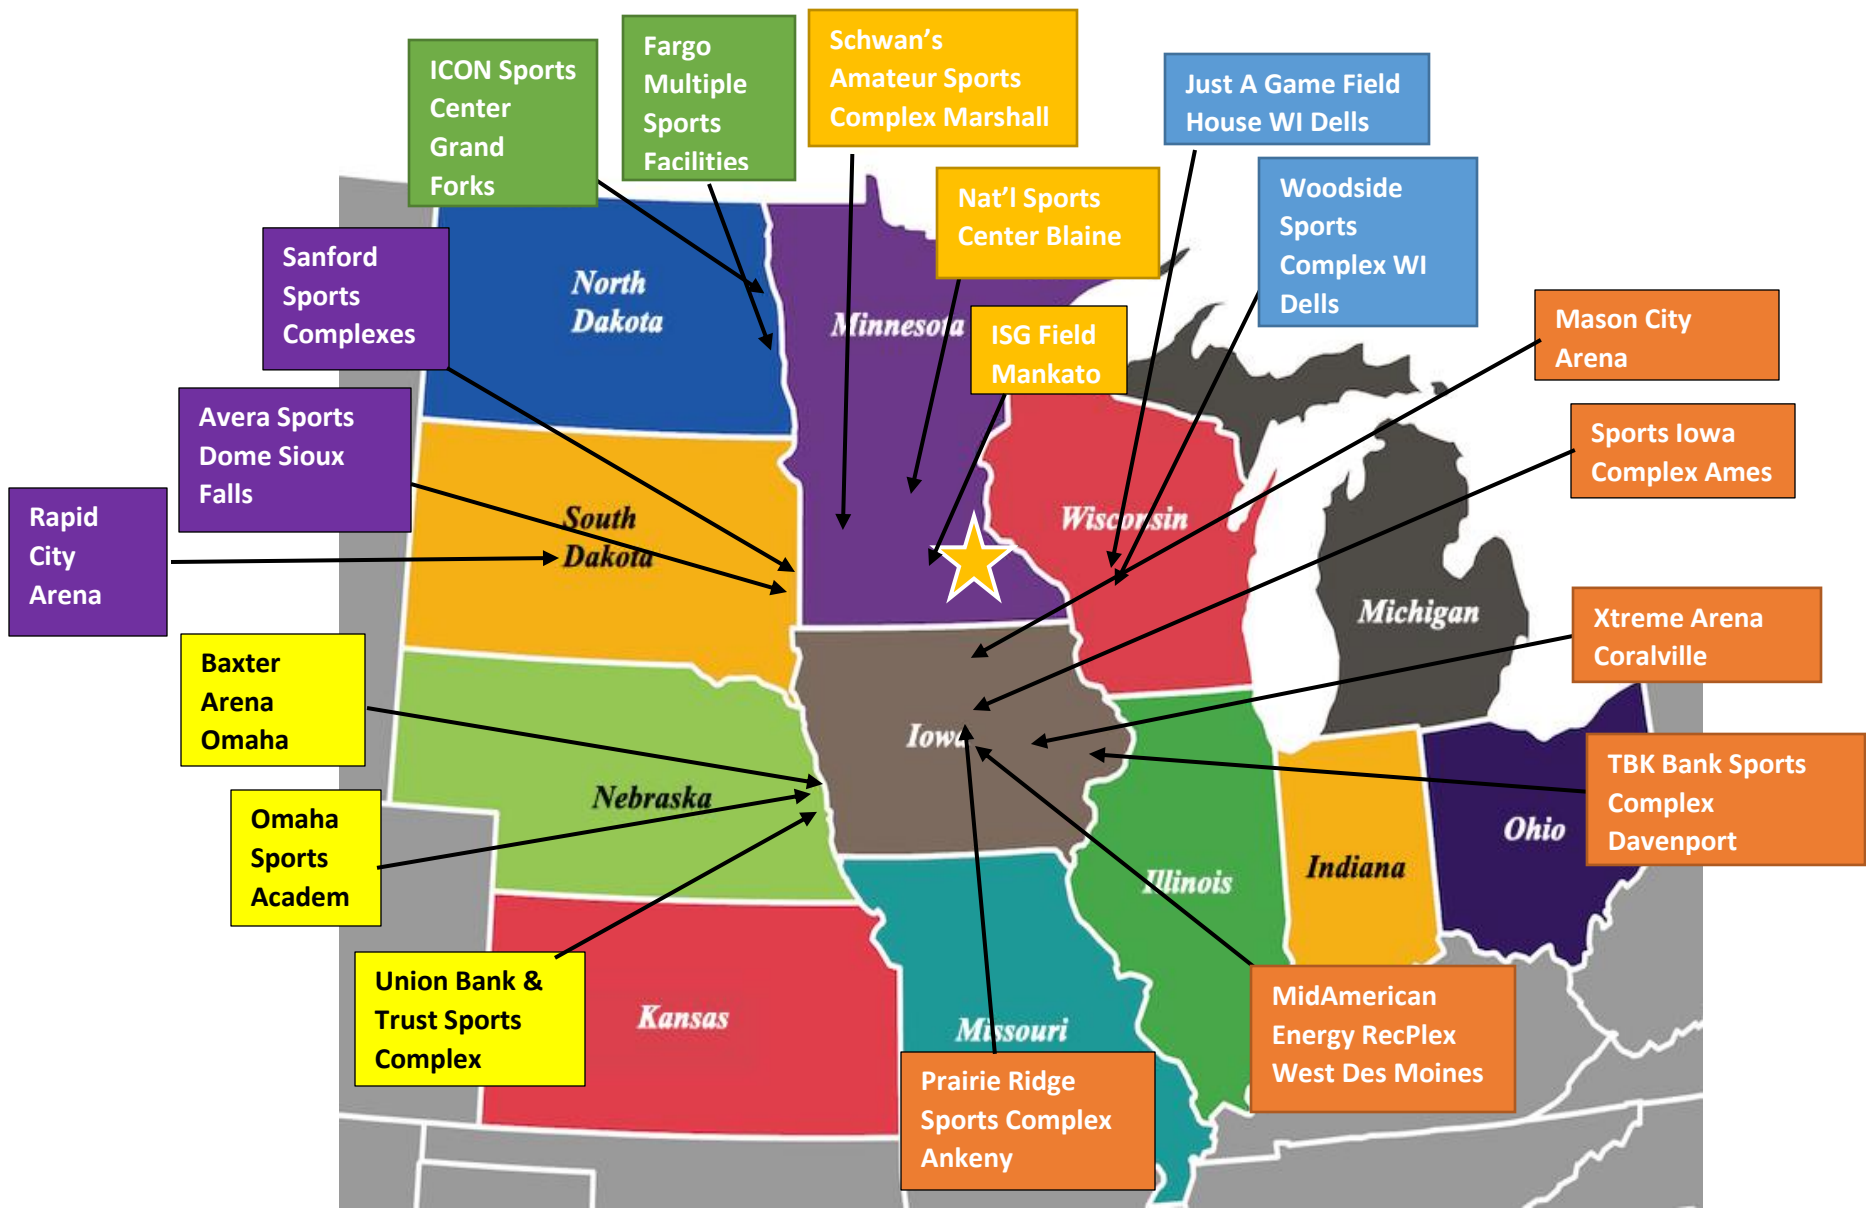 ICON Sports
Center
Grand
Forks
Fargo
Multiple
Sports
Facilities
Schwan’s
Amateur Sports
Complex Marshall
Just A Game Field
House WI Dells
Nat’l Sports
Center Blaine
Woodside
Sports
Complex WI
Dells
Sanford
Sports
Complexes
ISG Field
Mankato
Mason City
Arena
Avera Sports
Dome Sioux
Falls
Sports Iowa
Complex Ames
Rapid
City
Arena
Xtreme Arena
Coralville
Baxter
Arena
Omaha
TBK Bank Sports
Complex
Davenport
Omaha
Sports
Academ
Union Bank &
Trust Sports
Complex
MidAmerican
Energy RecPlex
West Des Moines
Prairie Ridge
Sports Complex
Ankeny
North
Dakota
Minnesota
South
Dakota
Wisconsin
Michigan
Iowa
Nebraska
Illinois
Indiana
Ohio
Kansas
Missouri